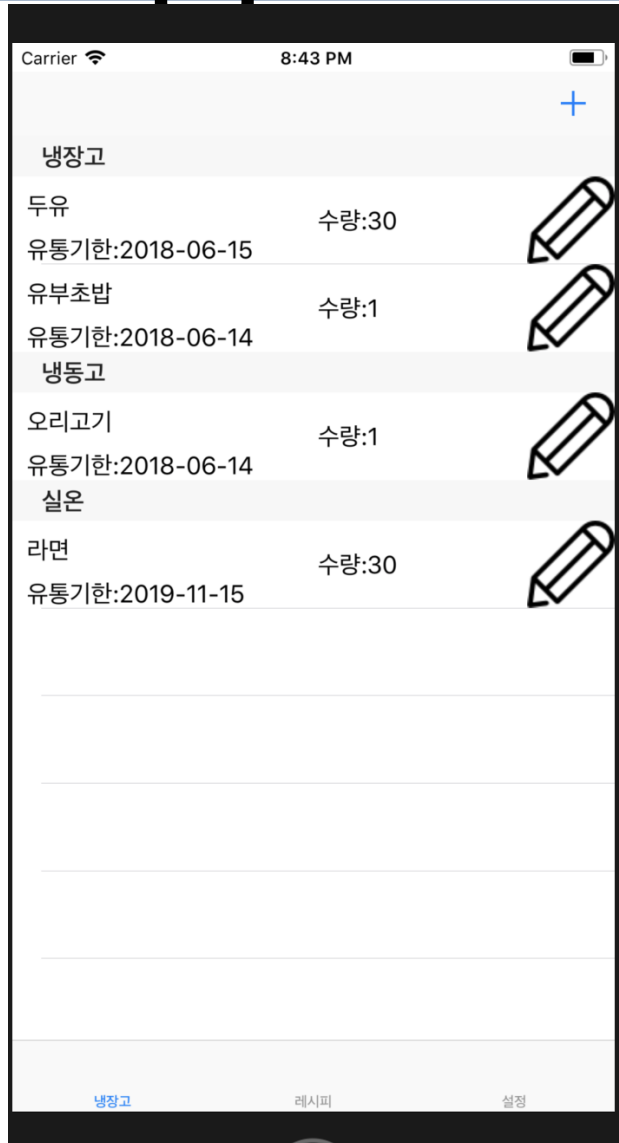 Carrier 8:43 PM
냉장고
두유
수량:30
유통기한:2018-06-15
유부초밥
수량:1
유통기한:2018-06-14
냉동고
오리고기
수량:1
유통기한:2018-06-14
실온
라면
수량:30
유통기한:2019-11-15
냉장고 레시피 설정